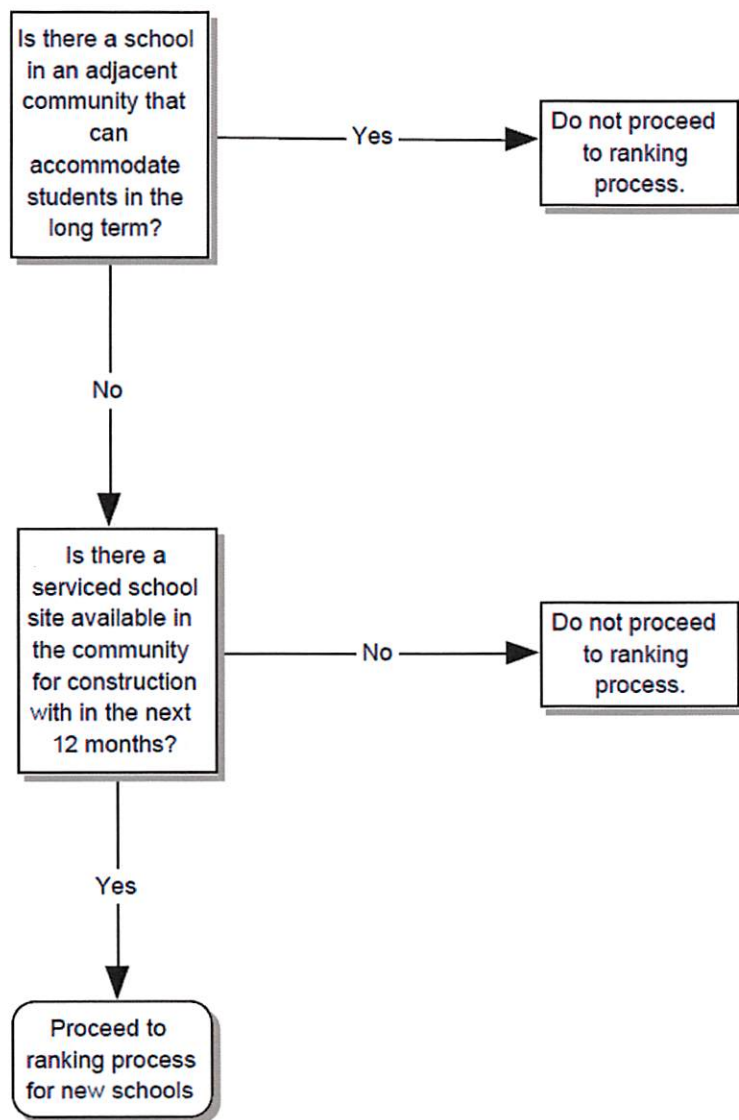 Is there a school
in an adjacent
community that
can
accommodate
students in the
long term?
Yes
Do not proceed
to ranking
process.
No
Is there a
serviced school
site available in
the community
for construction
with in the next
12 months?
No
Do not proceed
to ranking
process.
Yes
Proceed to
ranking process
for new schools